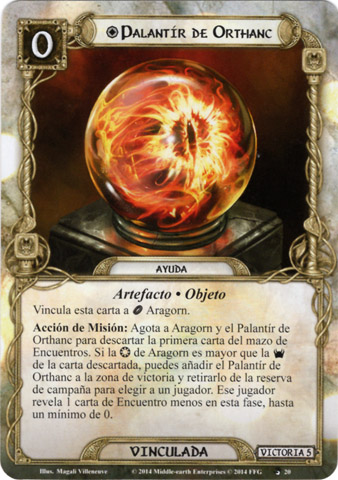 0
Palantír de Orthanc
Ayuda
Artefacto • Objeto
Vincula esta carta a Aragorn.
Acción de Misión: Agota a Aragorn y el Palantír de
Orthanc para descartar la primera carta del mazo de
Encuentros. Si la de Aragorn es mayor que la
de la carta descartada, puedes añadir el Palantír de
Orthanc a la zona de victoria y retirarlo de la reserva
de campaña para elegir a un jugador. Ese jugador
revela 1 carta de Encuentro menos en esta fase, hasta
un mínimo de 0.
Vinculada
Victoria 5
Illus. Magali Villeneuve © 2014 Middle-earth Enterprises © 2014 FFG 20